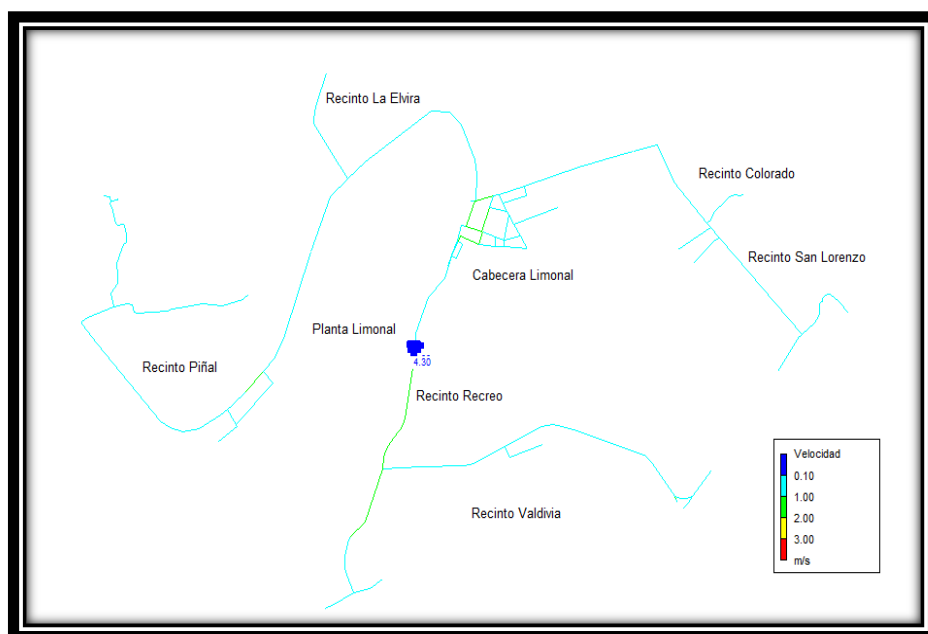 Recinto La Elvira
Recinto Colorado
Recinto San Lorenzo
Cabecera Limonal
Planta Limonal
4.30
Recinto Piñal
Recinto Recreo
Recinto Valdivia
Velocidad
0.10
1.00
2.00
3.00
m/s